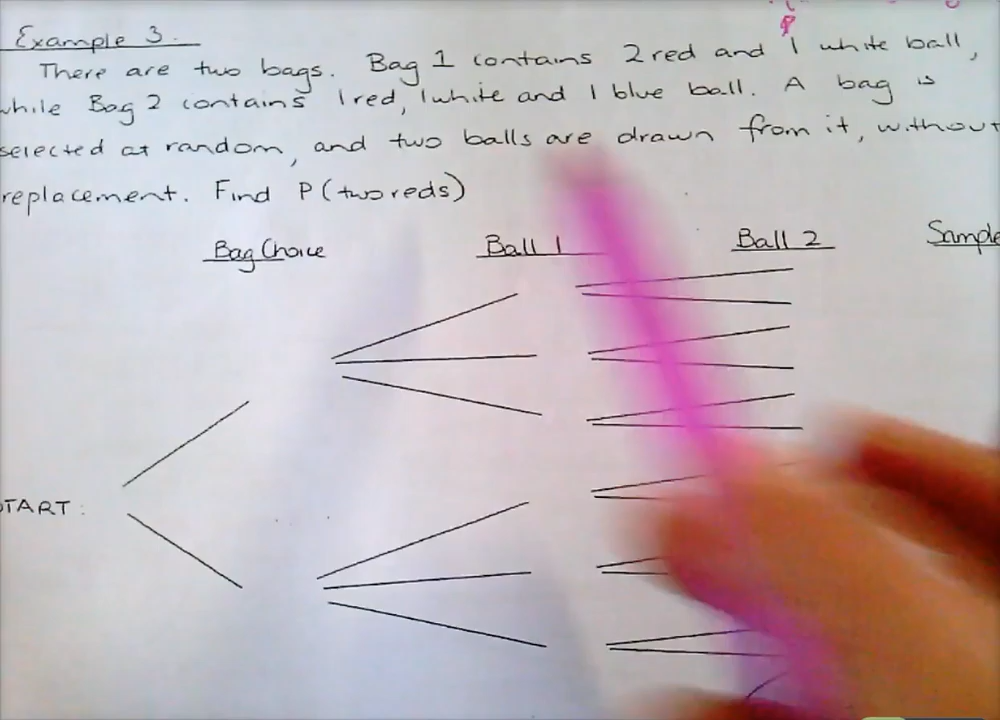 Example 3.
There are two bags. Bag 1 contains 2 red and 1 white ball,
while Bag 2 contains 1 red, 1 white and 1 blue ball. A bag is
selected at random, and two balls are drawn from it, without
replacement. Find P(two reds)
Bag Choice Ball 1 Ball 2 Sample
START: